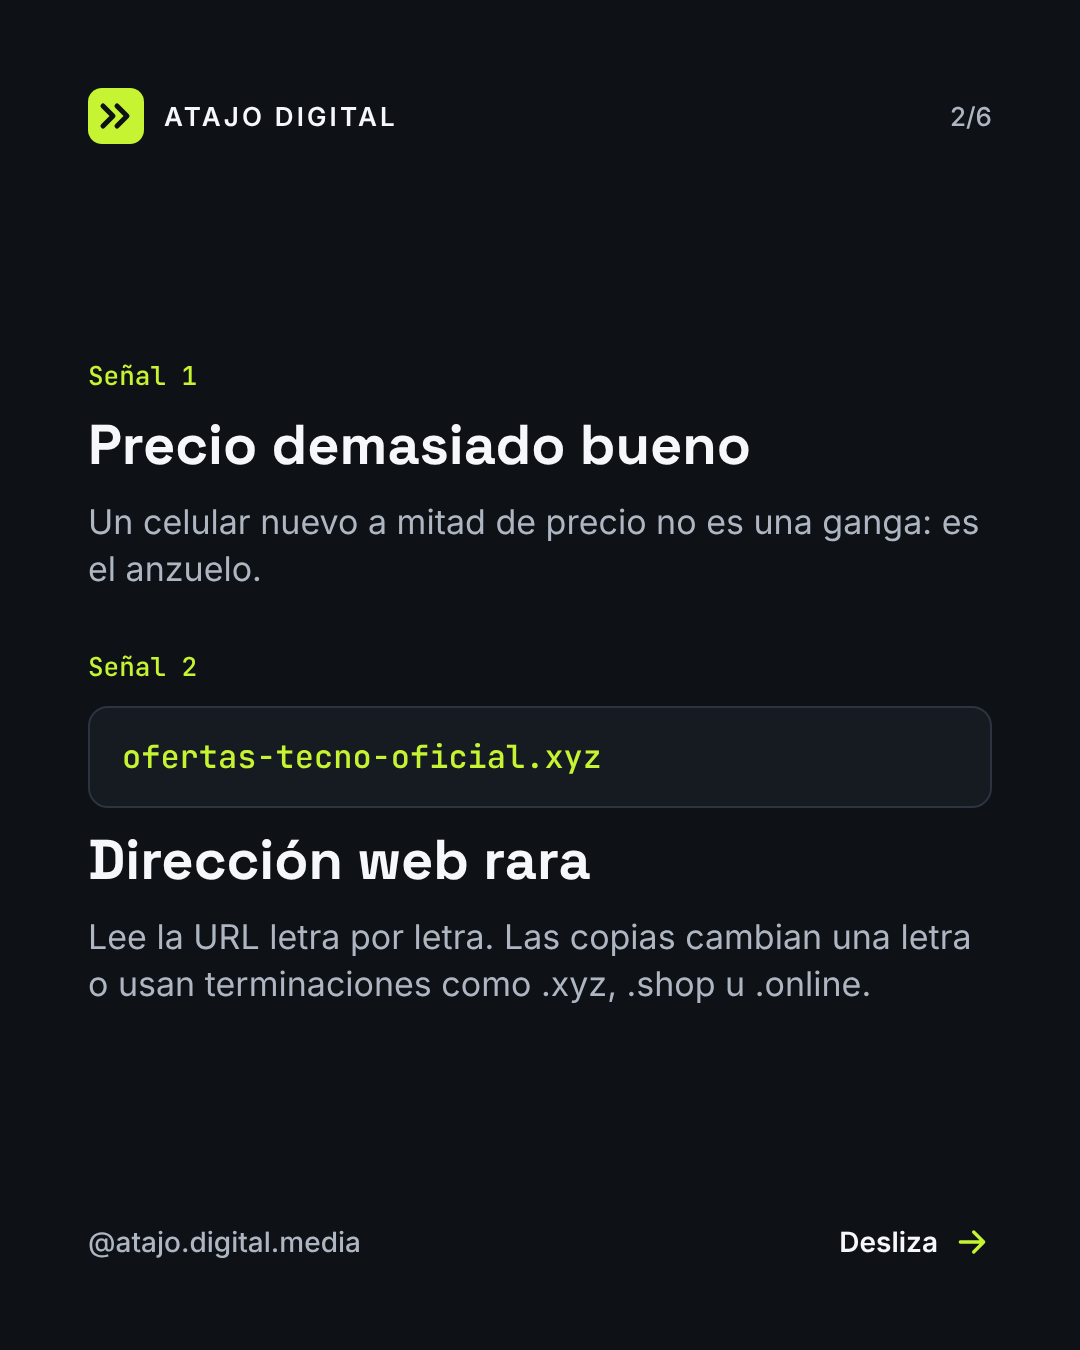 ATAJO DIGITAL
2/6
Señal 1
Precio demasiado bueno
Un celular nuevo a mitad de precio no es una ganga: es
el anzuelo.
Señal 2
ofertas-tecno-oficial.xyz
Dirección web rara
Lee la URL letra por letra. Las copias cambian una letra
o usan terminaciones como .xyz, .shop u .online.
@atajo.digital.media
Desliza →